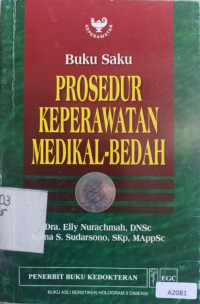 KEPERAWATAN
Buku Saku
PROSEDUR
KEPERAWATAN
MEDIKAL-BEDAH
Dra. Elly Nurachmah, DNSc
S. Sudarsono, SKp, MAppSc
PENERBIT BUKU KEDOKTERAN
EGC
BUKU ASLI BERSTIKER HOLOGRAM 3 DIMENSI
A2081